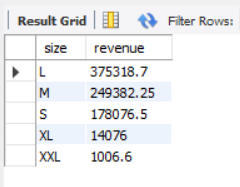 Result Grid Filter Rows:
size revenue
L 375318.7
M 249382.25
S 178076.5
XL 14076
XXL 1006.6